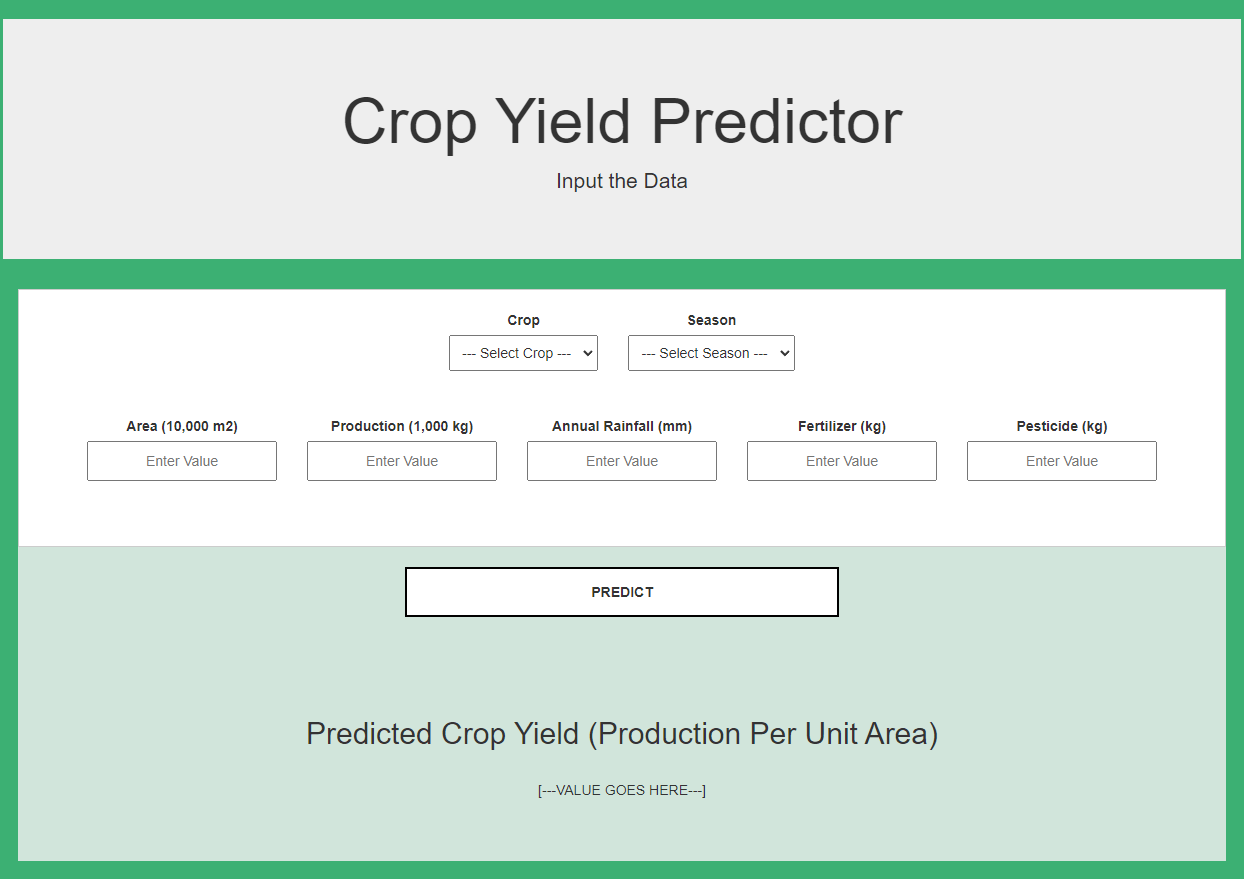 Crop Yield Predictor
Input the Data
Crop Season
--- Select Crop --- --- Select Season ---
Area (10,000 m2) Production (1,000 kg) Annual Rainfall (mm) Fertilizer (kg) Pesticide (kg)
Enter Value Enter Value Enter Value Enter Value Enter Value
PREDICT
Predicted Crop Yield (Production Per Unit Area)
[---VALUE GOES HERE---]